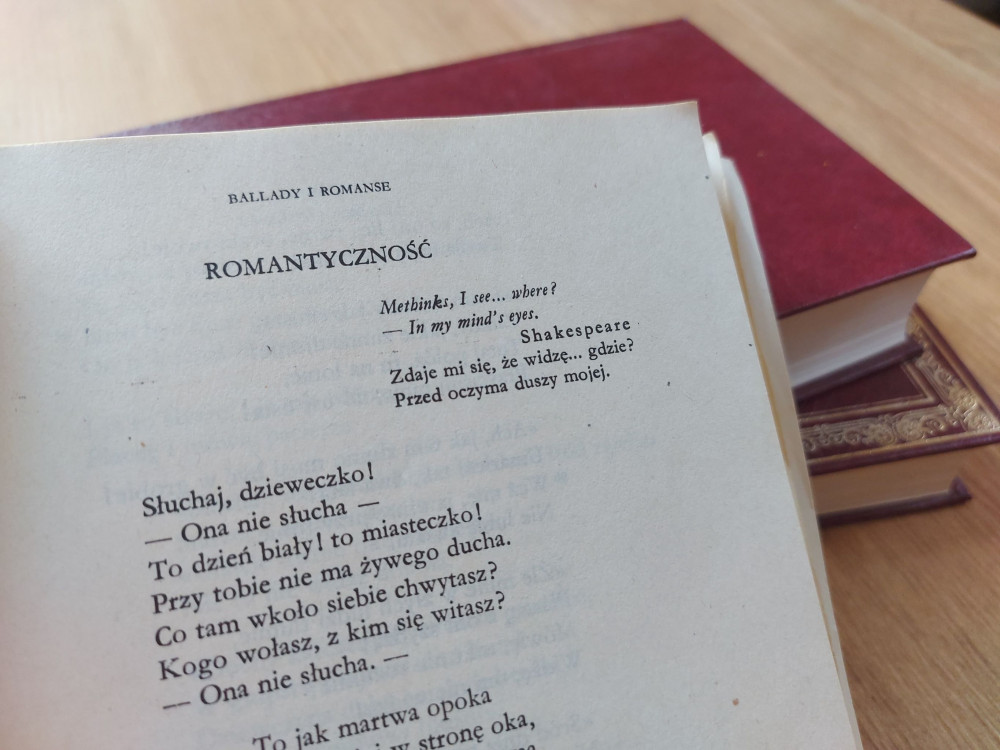 BALLADY I ROMANSE
ROMANTYCZNOŚĆ
Methinks, I see... where?
— In my mind's eyes.
Shakespeare
Zdaje mi się, że widzę... gdzie?
Przed oczyma duszy mojej.
Słuchaj, dzieweczko!
— Ona nie słucha —
To dzień biały! to miasteczko!
Przy tobie nie ma żywego ducha.
Co tam wkoło siebie chwytasz?
Kogo wołasz, z kim się witasz?
— Ona nie słucha. —
To jak martwa opoka
w stronę oka,